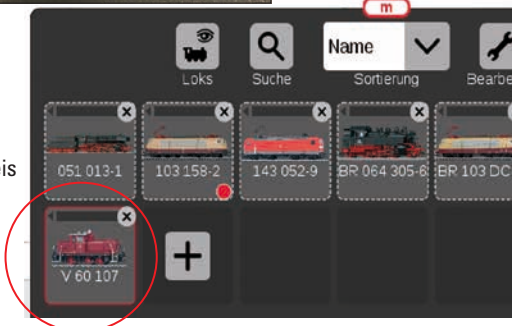 m
Name
Loks Suche Sortierung Bearbe
eis
051 013-1 103 158-2 143 052-9 BR 064 305-6 BR 103 DC
V 60 107